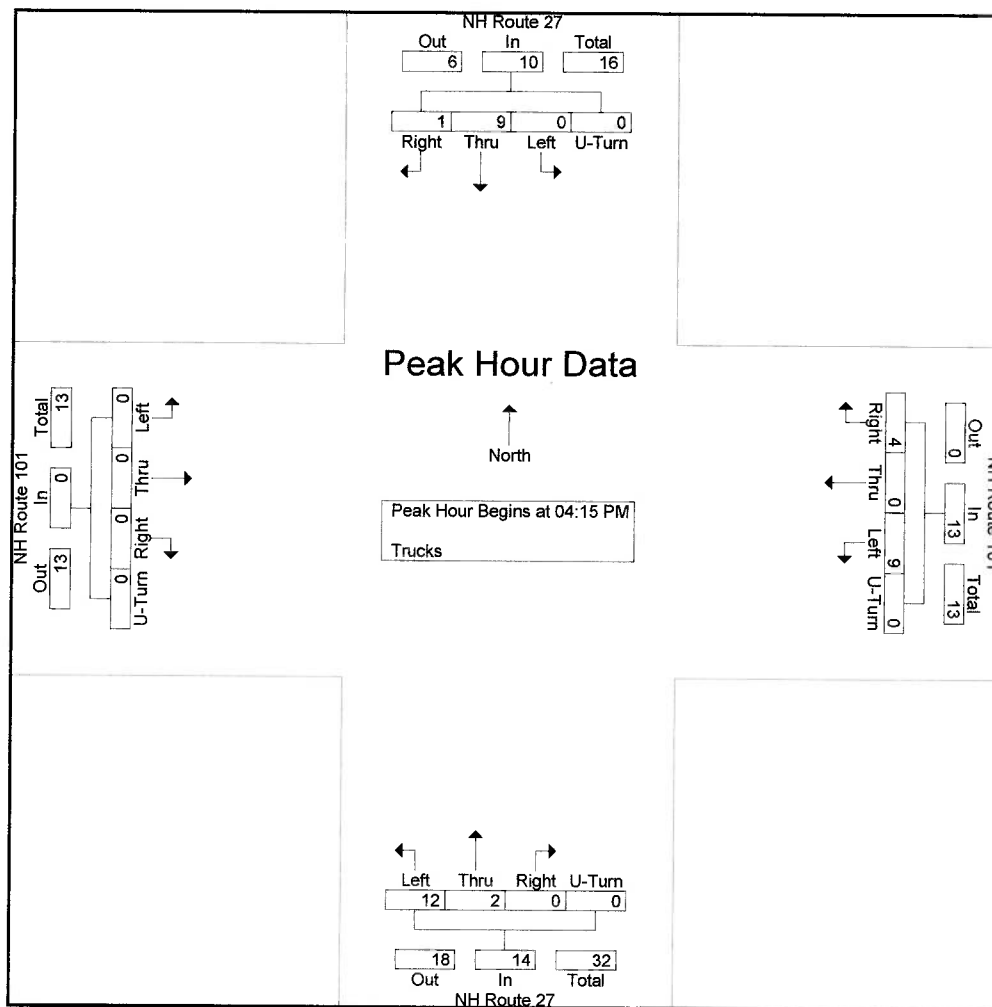 NH Route 27
Out In Total
6 10 16
1 9 0 0
Right Thru Left U-Turn
Peak Hour Data
North
Peak Hour Begins at 04:15 PM
Trucks
NH Route 101
Total In Out
13 0 13
0 0 0 0
Left Thru Right U-Turn
Right Thru Left U-Turn
4 0 9 0
Out In Total
0 13 13
NH Route 101
Left Thru Right U-Turn
12 2 0 0
18 14 32
Out In Total
NH Route 27